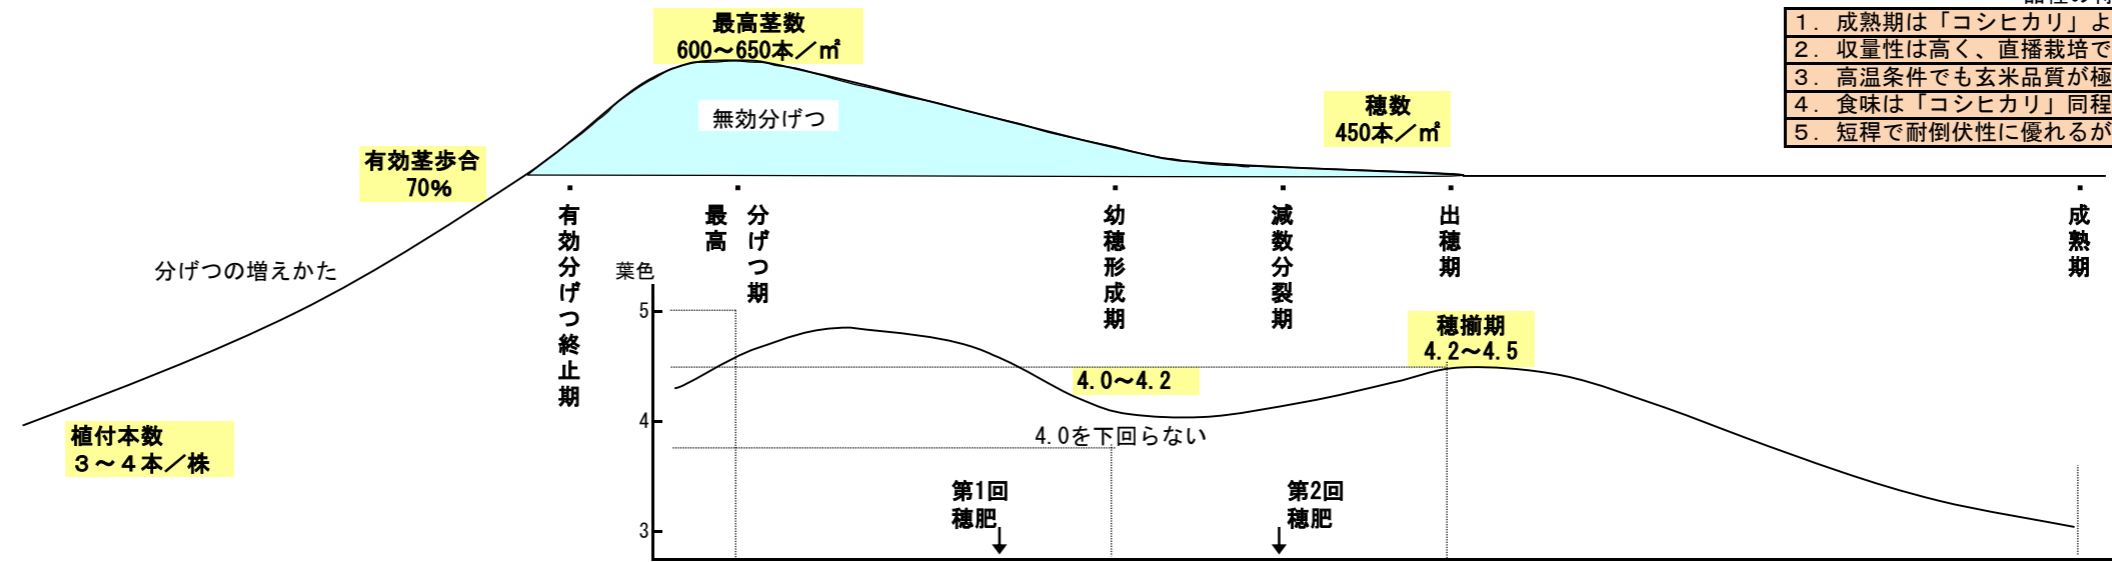 最高茎数
600～650本／㎡
1．成熟期は「コシヒカリ」よ
2．収量性は高く、直播栽培で
3．高温条件でも玄米品質が極
4．食味は「コシヒカリ」同程
5．短稈で耐倒伏性に優れるが
無効分げつ
穂数
450本／㎡
有効茎歩合
70%
有効分げつ終止期
最高
分げつ期
幼穂形成期
減数分裂期
出穂期
成熟期
分げつの増えかた
葉色
5
穂揃期
4.2～4.5
4.0～4.2
4
4.0を下回らない
植付本数
３～４本／株
第1回
穂肥
第2回
穂肥
3